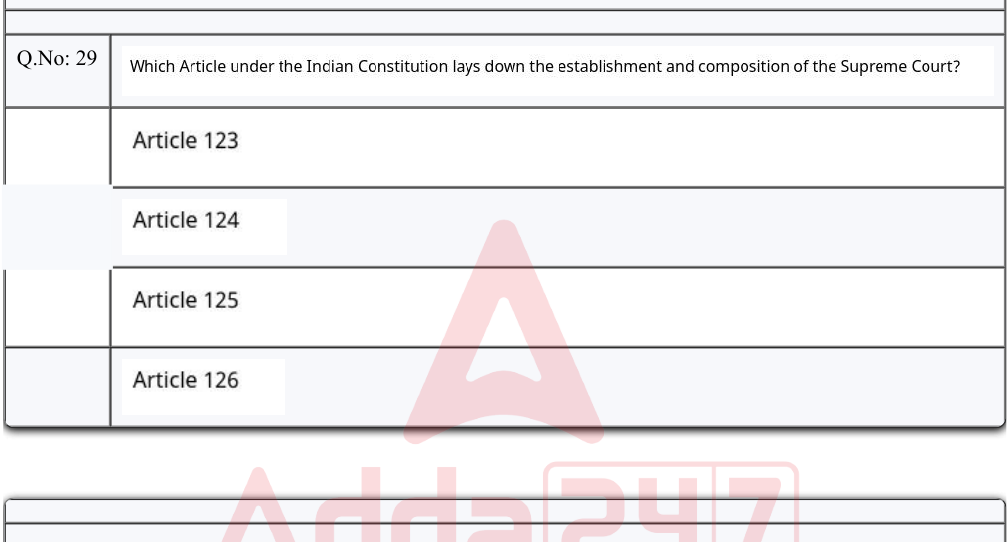 Q.No: 29
Which Article under the Indian Constitution lays down the establishment and composition of the Supreme Court?
Article 123
Article 124
Article 125
Article 126
Adda247